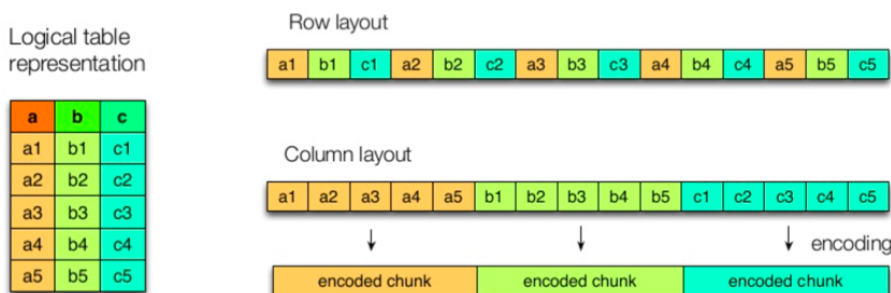 Logical table
representation
a b c
a1 b1 c1
a2 b2 c2
a3 b3 c3
a4 b4 c4
a5 b5 c5
Row layout
a1 b1 c1 a2 b2 c2 a3 b3 c3 a4 b4 c4 a5 b5 c5
Column layout
a1 a2 a3 a4 a5 b1 b2 b3 b4 b5 c1 c2 c3 c4 c5
encoding
encoded chunk encoded chunk encoded chunk